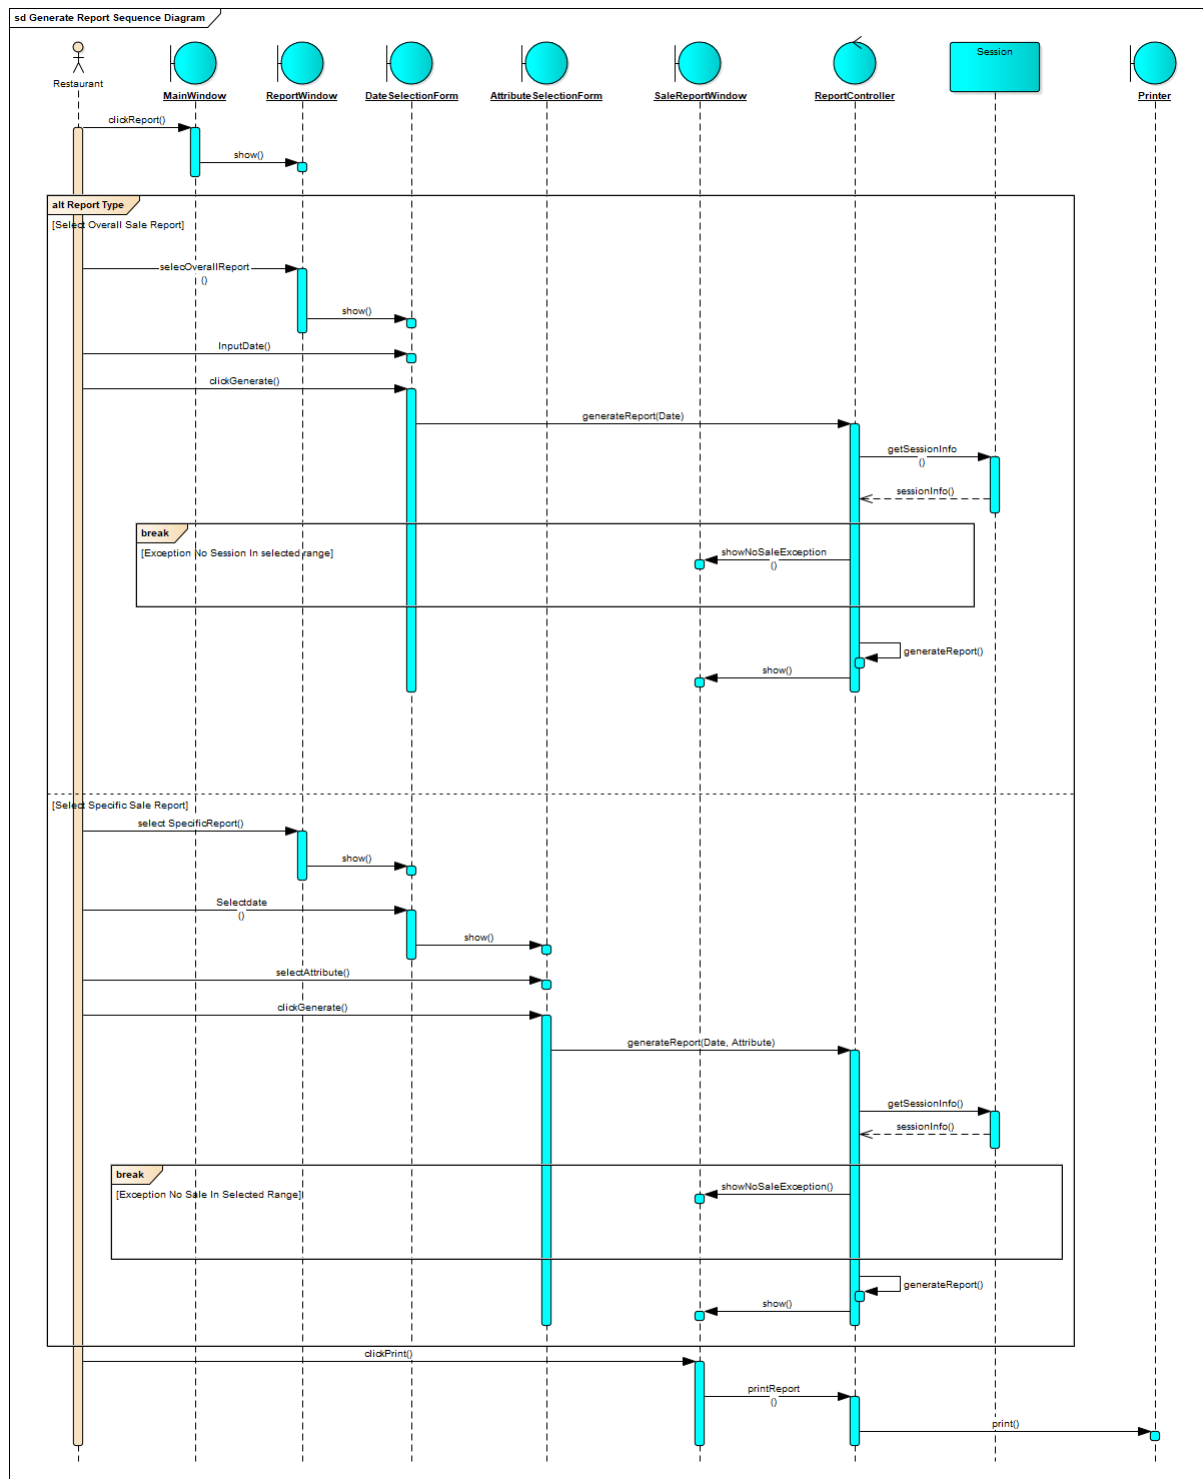 sd Generate Report Sequence Diagram
Restaurant
MainWindow
ReportWindow
DateSelectionForm
AttributeSelectionForm
SaleReportWindow
ReportController
Session
Printer
clickReport()
show()
alt Report Type
[Select Overall Sale Report]
selecOverallReport
()
show()
InputDate()
clickGenerate()
generateReport(Date)
getSessionInfo
()
sessionInfo()
break
[Exception No Session In selected range]
showNoSaleException
()
generateReport()
show()
[Select Specific Sale Report]
select SpecificReport()
show()
Selectdate
()
show()
selectAttribute()
clickGenerate()
generateReport(Date, Attribute)
getSessionInfo()
sessionInfo()
break
[Exception No Sale In Selected Range]
showNoSaleException()
generateReport()
show()
clickPrint()
printReport
()
print()